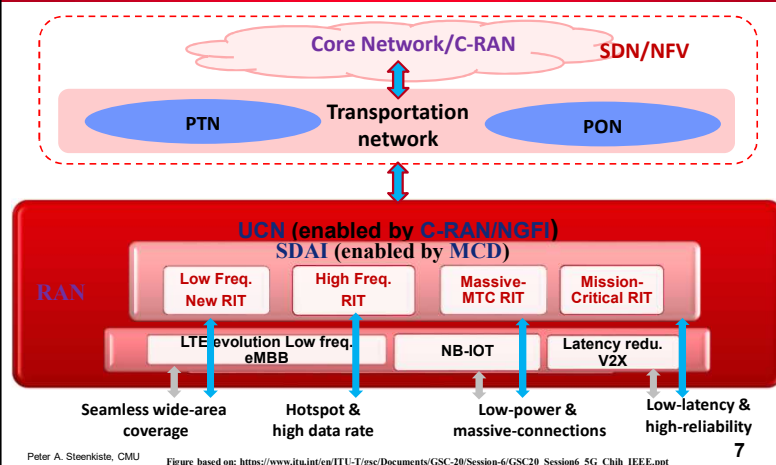 Core Network/C-RAN
SDN/NFV
PTN
Transportation
network
PON
UCN (enabled by C-RAN/NGFI)
SDAI (enabled by MCD)
RAN
Low Freq.
New RIT
High Freq.
RIT
Massive-
MTC RIT
Mission-
Critical RIT
LTE evolution Low freq.
eMBB
NB-IOT
Latency redu.
V2X
Seamless wide-area
coverage
Hotspot &
high data rate
Low-power &
massive-connections
Low-latency &
high-reliability
Peter A. Steenkiste, CMU
Figure based on: https://www.itu.int/en/ITU-T/gsc/Documents/GSC-20/Session-6/GSC20_Session6_5G_Chih_IEEE.ppt
7